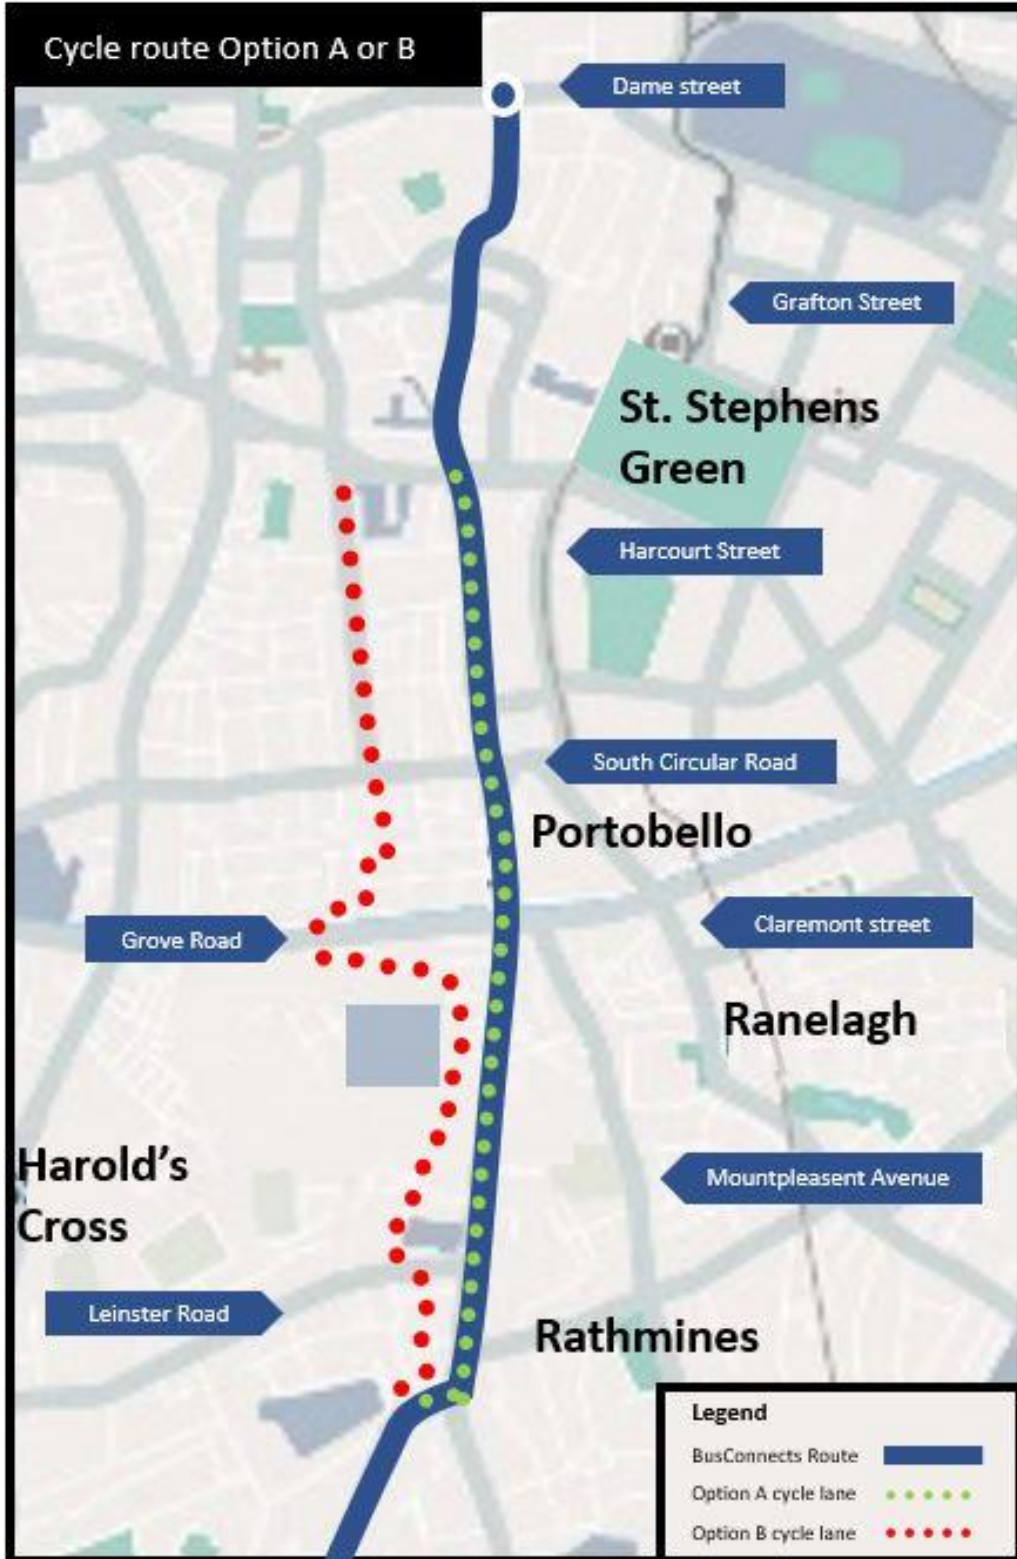 Cycle route Option A or B
Dame street
Grafton Street
St. Stephens
Green
Harcourt Street
South Circular Road
Portobello
Grove Road
Claremont street
Ranelagh
Harold's
Cross
Mountpleasent Avenue
Leinster Road
Rathmines
Legend
BusConnects Route
Option A cycle lane
Option B cycle lane